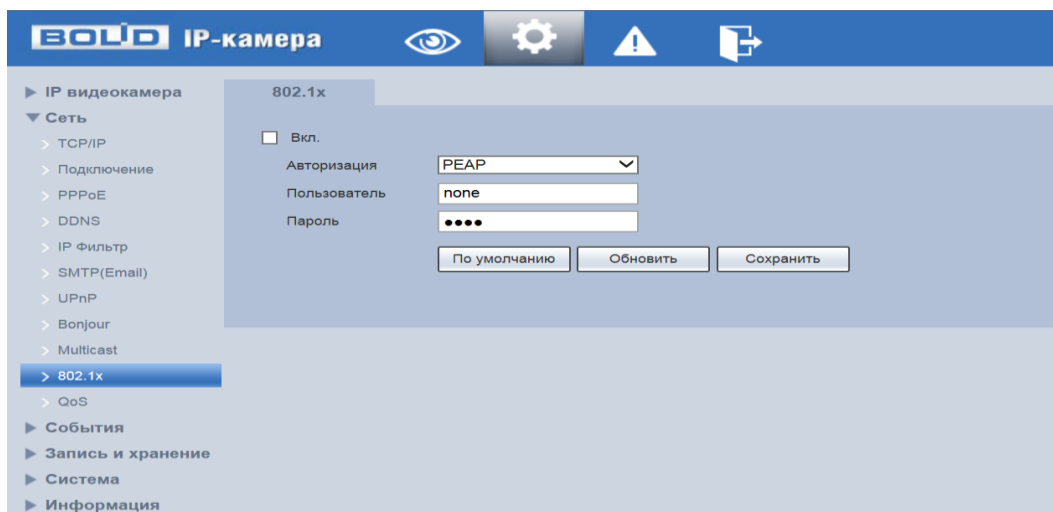 BOLID IP-камера
IP видеокамера
Сеть
TCP/IP
Подключение
PPPoE
DDNS
IP Фильтр
SMTP(Email)
UPnP
Bonjour
Multicast
802.1x
QoS
События
Запись и хранение
Система
Информация
802.1x
Вкл.
Авторизация PEAP
Пользователь none
Пароль ●●●●
По умолчанию Обновить Сохранить